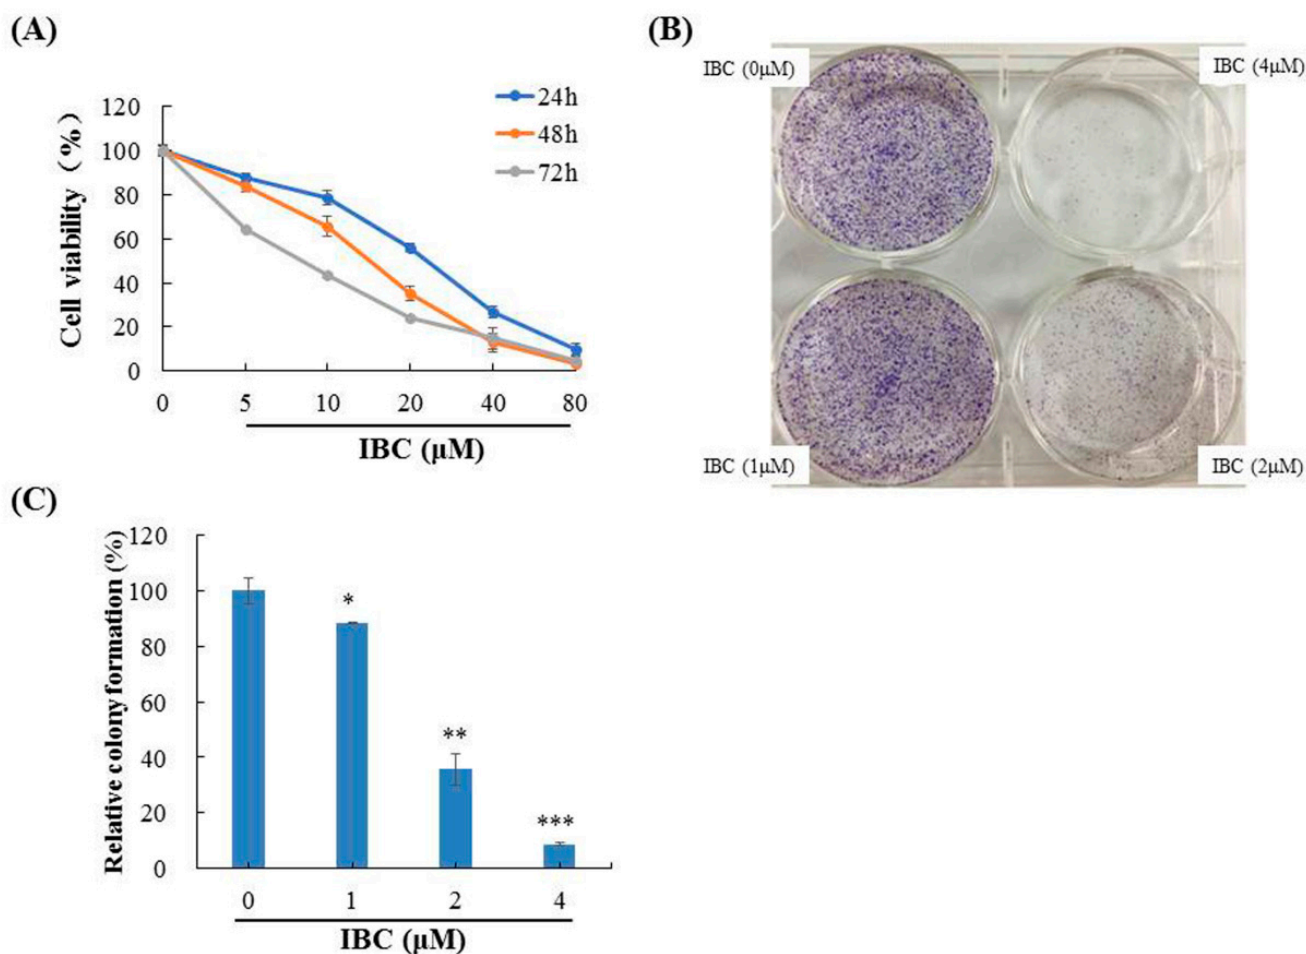 (A)
Cell viability (%)
120
100
80
60
40
20
0
0 5 10 20 40 80
IBC (μM)
24h
48h
72h
(B)
IBC (0μM)
IBC (4μM)
IBC (1μM)
IBC (2μM)
(C)
Relative colony formation (%)
120
100
80
60
40
20
0
*
**
***
0 1 2 4
IBC (μM)